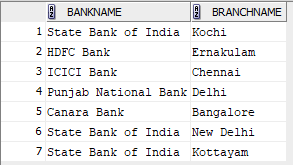 BANKNAME BRANCHNAME
1 State Bank of India Kochi
2 HDFC Bank Ernakulam
3 ICICI Bank Chennai
4 Punjab National Bank Delhi
5 Canara Bank Bangalore
6 State Bank of India New Delhi
7 State Bank of India Kottayam